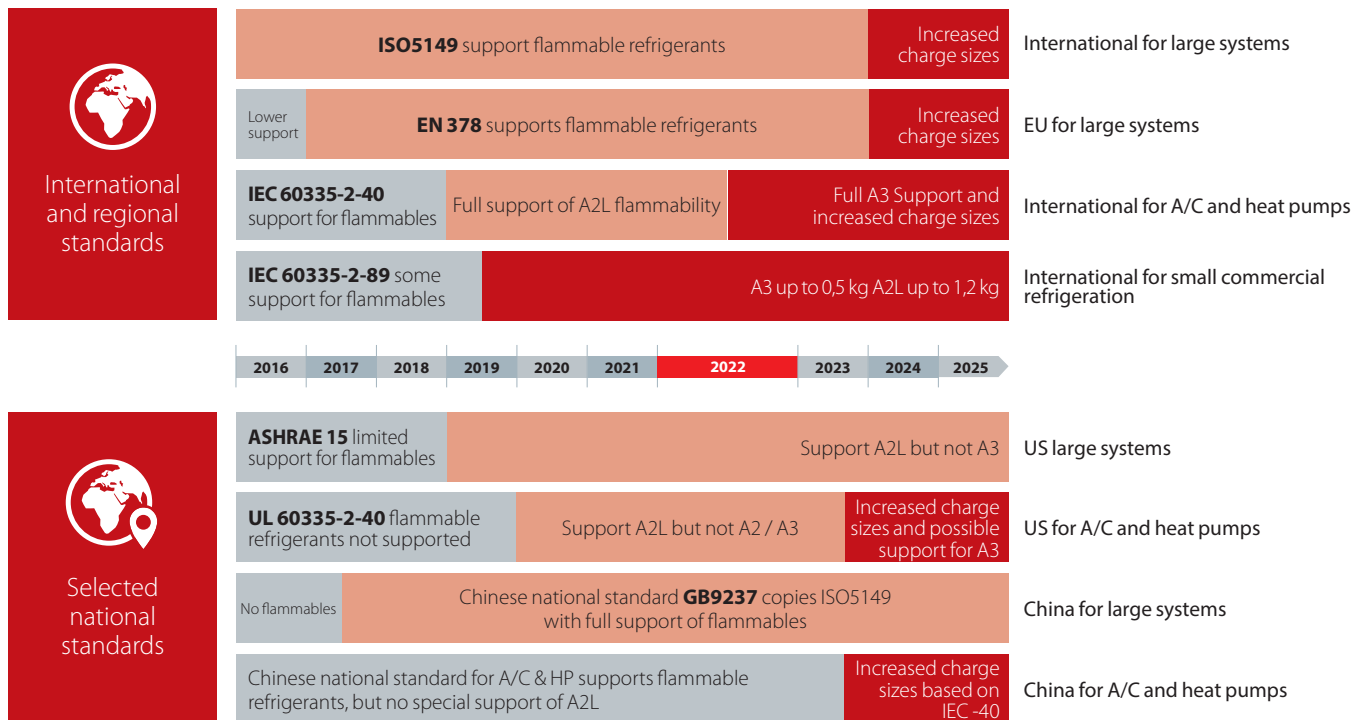 International
and regional
standards
ISO5149 support flammable refrigerants
Increased
charge sizes
International for large systems
Lower
support
EN 378 supports flammable refrigerants
Increased
charge sizes
EU for large systems
IEC 60335-2-40
support for flammables
Full support of A2L flammability
Full A3 Support and
increased charge sizes
International for A/C and heat pumps
IEC 60335-2-89 some
support for flammables
A3 up to 0,5 kg A2L up to 1,2 kg
International for small commercial
refrigeration
2016 2017 2018 2019 2020 2021 2022 2023 2024 2025
Selected
national
standards
ASHRAE 15 limited
support for flammables
Support A2L but not A3
US large systems
UL 60335-2-40 flammable
refrigerants not supported
Support A2L but not A2 / A3
Increased charge
sizes and possible
support for A3
US for A/C and heat pumps
No flammables
Chinese national standard GB9237 copies ISO5149
with full support of flammables
China for large systems
Chinese national standard for A/C & HP supports flammable
refrigerants, but no special support of A2L
Increased charge
sizes based on
IEC -40
China for A/C and heat pumps